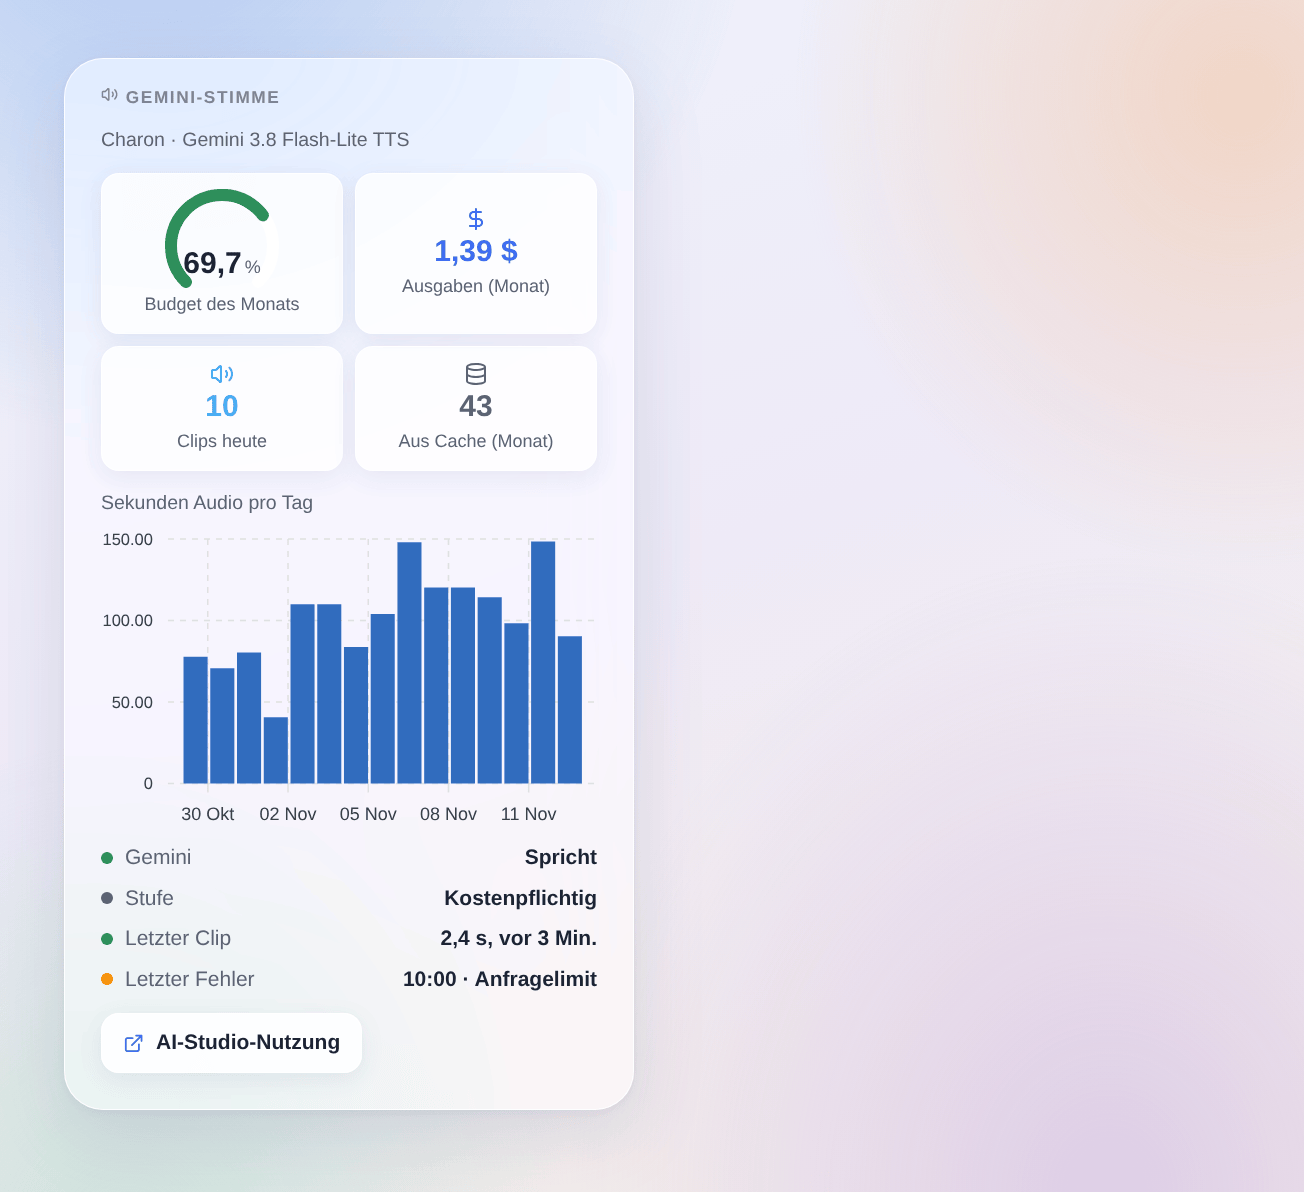 GEMINI-STIMME
Charon · Gemini 3.8 Flash-Lite TTS
69,7 %
Budget des Monats
1,39 $
Ausgaben (Monat)
10
Clips heute
43
Aus Cache (Monat)
Sekunden Audio pro Tag
150.00
100.00
50.00
0
30 Okt 02 Nov 05 Nov 08 Nov 11 Nov
Gemini Spricht
Stufe Kostenpflichtig
Letzter Clip 2,4 s, vor 3 Min.
Letzter Fehler 10:00 · Anfragelimit
AI-Studio-Nutzung